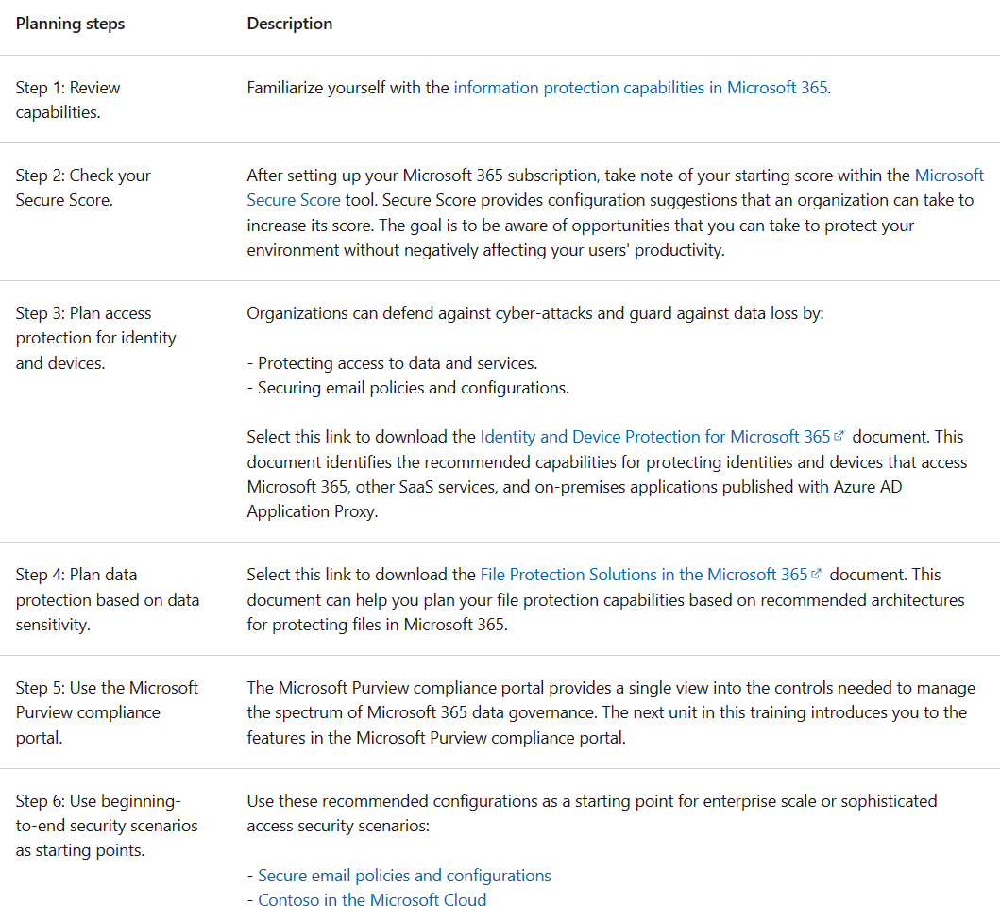 Planning steps
Description
Step 1: Review
capabilities.
Familiarize yourself with the information protection capabilities in Microsoft 365.
Step 2: Check your
Secure Score.
After setting up your Microsoft 365 subscription, take note of your starting score within the Microsoft
Secure Score tool. Secure Score provides configuration suggestions that an organization can take to
increase its score. The goal is to be aware of opportunities that you can take to protect your
environment without negatively affecting your users' productivity.
Step 3: Plan access
protection for identity
and devices.
Organizations can defend against cyber-attacks and guard against data loss by:
- Protecting access to data and services.
- Securing email policies and configurations.
Select this link to download the Identity and Device Protection for Microsoft 365 document. This
document identifies the recommended capabilities for protecting identities and devices that access
Microsoft 365, other SaaS services, and on-premises applications published with Azure AD
Application Proxy.
Step 4: Plan data
protection based on data
sensitivity.
Select this link to download the File Protection Solutions in the Microsoft 365 document. This
document can help you plan your file protection capabilities based on recommended architectures
for protecting files in Microsoft 365.
Step 5: Use the Microsoft
Purview compliance
portal.
The Microsoft Purview compliance portal provides a single view into the controls needed to manage
the spectrum of Microsoft 365 data governance. The next unit in this training introduces you to the
features in the Microsoft Purview compliance portal.
Step 6: Use beginning-
to-end security scenarios
as starting points.
Use these recommended configurations as a starting point for enterprise scale or sophisticated
access security scenarios:
- Secure email policies and configurations
- Contoso in the Microsoft Cloud